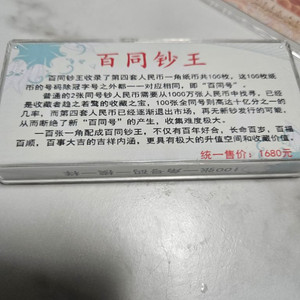 百同钞王
百同钞王收录了第四套人民币一角纸币共100枚，这100枚纸
币的号码除冠字号之外都一一对应相同，即“百同号”。
普通的2张同号钞人民币需要从1000万张人民币中找寻，已经
是收藏者趋之若鹜的收藏之宝，100张全同号则高达十亿分之一的
几率，而第四套人民币已经逐渐退出市场，再无新钞发行的可能，
从而断绝了新“百同号”的产生，收集难度极大。
一百张一角配成百同钞王，不仅有百年好合，长命百岁，百福
百顺，百事大吉的吉祥内涵，更具有极大的升值空间和收藏价值。
统一售价：1680元